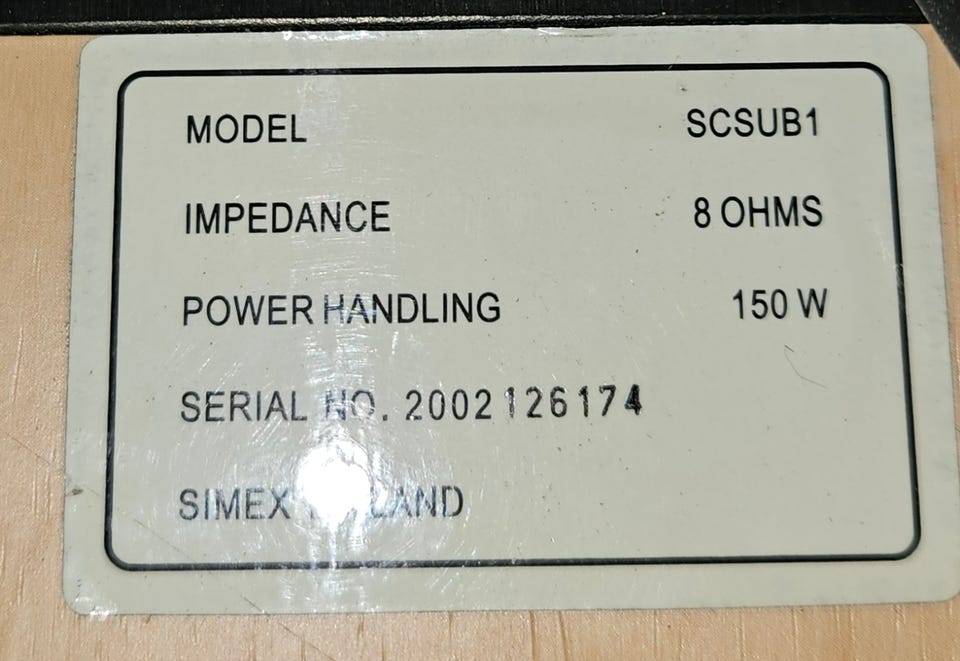 MODEL SCSUB1
IMPEDANCE 8 OHMS
POWER HANDLING 150 W
SERIAL NO. 2002126174
SIMEX